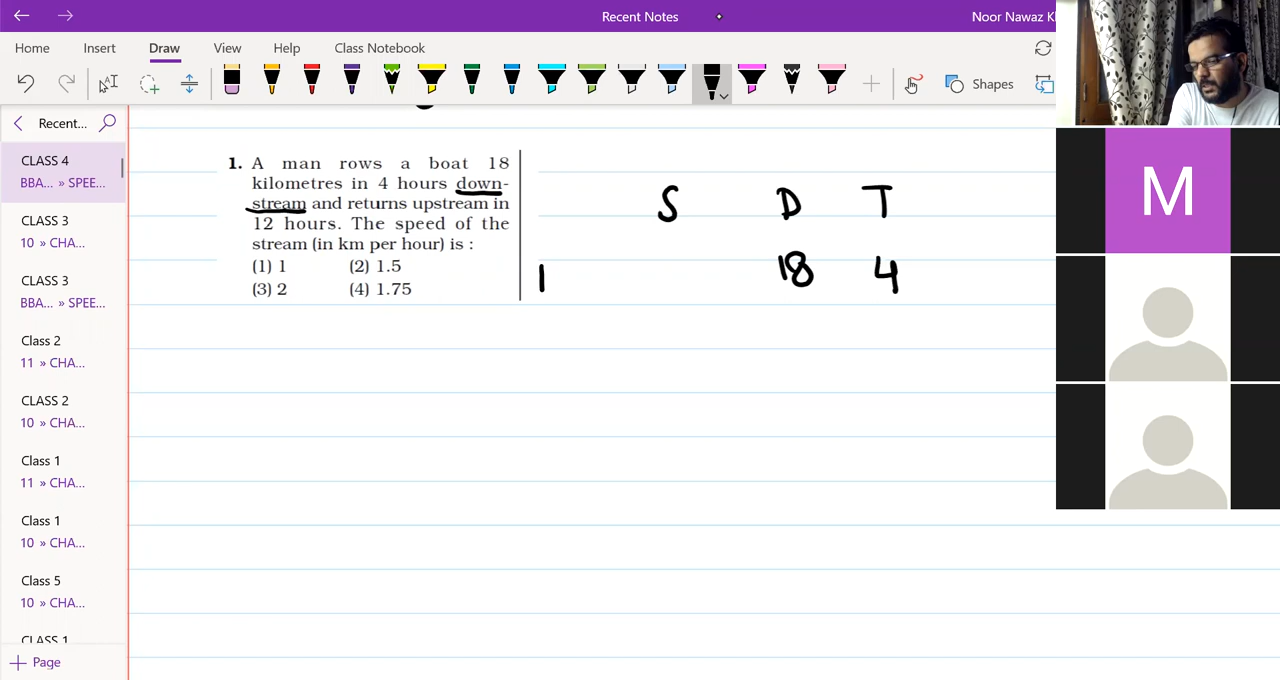 Recent Notes
Noor Nawaz Kh
Home Insert Draw View Help Class Notebook
Shapes
Recent...
CLASS 4
BBA... » SPEE...
CLASS 3
10 » CHA...
CLASS 3
BBA... » SPEE...
Class 2
11 » CHA...
CLASS 2
10 » CHA...
Class 1
11 » CHA...
Class 1
10 » CHA...
Class 5
10 » CHA...
CLASS 1
Page
1. A man rows a boat 18
kilometres in 4 hours down-
stream and returns upstream in
12 hours. The speed of the
stream (in km per hour) is :
(1) 1 (2) 1.5
(3) 2 (4) 1.75
S D T
1 18 4
M